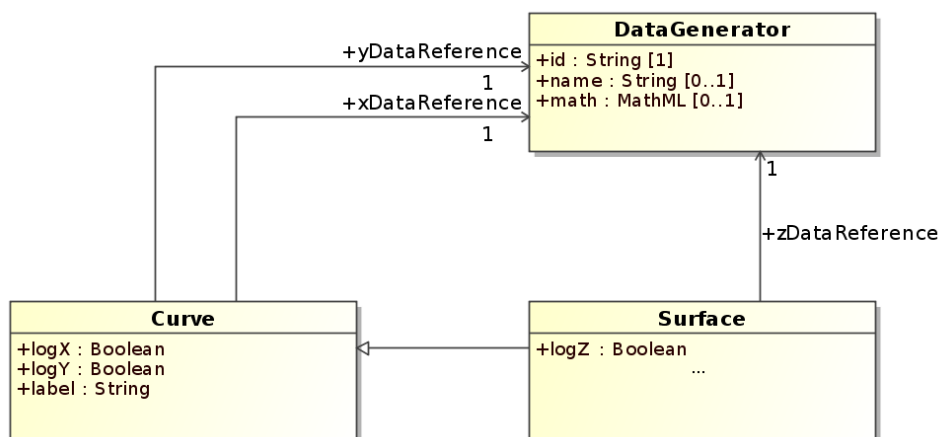 DataGenerator
+id : String [1]
+name : String [0..1]
+math : MathML [0..1]
+yDataReference
1
+xDataReference
1
1
+zDataReference
Curve
+logX : Boolean
+logY : Boolean
+label : String
Surface
+logZ : Boolean
...